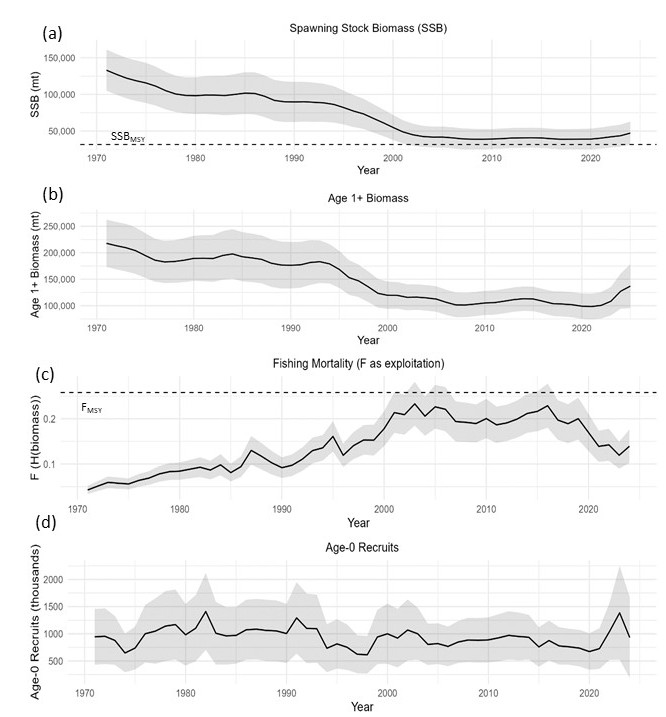 (a)
Spawning Stock Biomass (SSB)
SSB (mt)
150,000
100,000
50,000
SSBMSY
1970 1980 1990 2000 2010 2020
Year
(b)
Age 1+ Biomass
Age 1+ Biomass (mt)
250,000
200,000
150,000
100,000
1970 1980 1990 2000 2010 2020
Year
(c)
Fishing Mortality (F as exploitation)
F (H(biomass))
FMSY
0.2
0.1
1970 1980 1990 2000 2010 2020
Year
(d)
Age-0 Recruits
Age-0 Recruits (thousands)
2000
1500
1000
500
1970 1980 1990 2000 2010 2020
Year